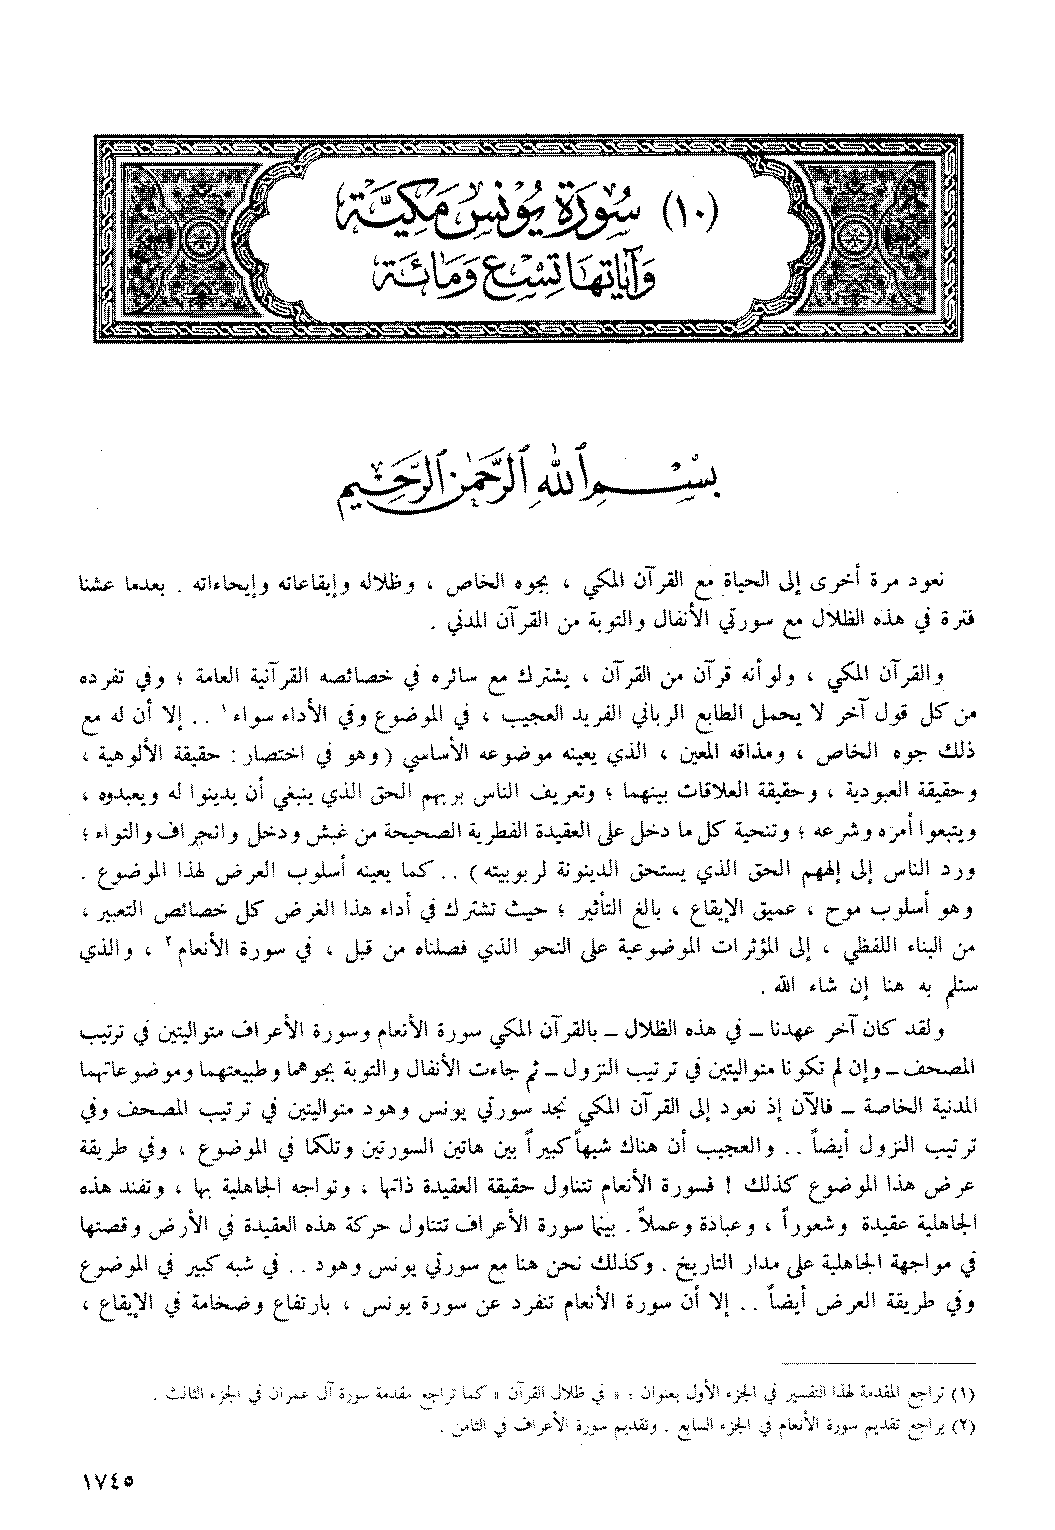 (١٠) سُورَةِ يُونسَ مَكِيَّة
وَآيَاتهَا تِسْع وَمَائَة
بِسْمِ ٱللَّهِ ٱلرَّحْمَٰنِ ٱلرَّحِيمِ
نعود مرة أخرى إلى الحياة مع القرآن المكي ، بجوه الخاص ، وظلاله وإيقاعاته وإيحاءاته . بعدما عشنا
فترة في هذه الظلال مع سورتي الأنفال والتوبة من القرآن المدني .
والقرآن المكي ، ولو أنه قرآن من القرآن ، يشترك مع سائره في خصائصه القرآنية العامة ؛ وفي تفرده
من كل قول آخر لا يحمل الطابع الرباني الفريد العجيب ، في الموضوع وفي الأداء سواء١ .. إلا أن له مع
ذلك جوه الخاص ، ومذاقه المعين ، الذي يعينه موضوعه الأساسي (وهو في اختصار : حقيقة الألوهية ،
وحقيقة العبودية ، وحقيقة العلاقات بينهما ؛ وتعريف الناس بربهم الحق الذي ينبغي أن يدينوا له ويعبدوه ،
ويتبعوا أمره وشرعه ؛ وتنحية كل ما دخل على العقيدة الفطرية الصحيحة من غبش ودخل وانحراف والتواء ؛
ورد الناس إلى إلههم الحق الذي يستحق الدينونة لربوبيته) .. كما يعينه أسلوب العرض لهذا الموضوع .
وهو أسلوب موح ، عميق الإيقاع ، بالغ التأثير ؛ حيث تشترك في أداء هذا الغرض كل خصائص التعبير ،
من البناء اللفظي ، إلى المؤثرات الموضوعية على النحو الذي فصلناه من قبل ، في سورة الأنعام٢ ، والذي
سنلم به هنا إن شاء الله .
ولقد كان آخر عهدنا – في هذه الظلال – بالقرآن المكي سورة الأنعام وسورة الأعراف متواليتين في ترتيب
المصحف – وإن لم تكونا متواليتين في ترتيب النزول – ثم جاءت الأنفال والتوبة بجوهما وطبيعتهما وموضوعاتهما
المدنية الخاصة – فالآن إذ نعود إلى القرآن المكي نجد سورتي يونس وهود متواليتين في ترتيب المصحف وفي
ترتيب النزول أيضاً .. والعجيب أن هناك شبهاً كبيراً بين هاتين السورتين وتلكما في الموضوع ، وفي طريقة
عرض هذا الموضوع كذلك ! فسورة الأنعام تتناول حقيقة العقيدة ذاتها ، وتواجه الجاهلية بها ، وتفند هذه
الجاهلية عقيدة وشعوراً ، وعبادة وعملاً . بينما سورة الأعراف تتناول حركة هذه العقيدة في الأرض وقصتها
في مواجهة الجاهلية على مدار التاريخ . وكذلك نحن هنا مع سورتي يونس وهود .. في شبه كبير في الموضوع
وفي طريقة العرض أيضاً .. إلا أن سورة الأنعام تنفرد عن سورة يونس ، بارتفاع وضخامة في الإيقاع ،
(١) تراجع المقدمة لهذا التفسير في الجزء الأول بعنوان : « في ظلال القرآن » كما تراجع مقدمة سورة آل عمران في الجزء الثالث .
(٢) يراجع تقديم سورة الأنعام في الجزء السابع . وتقديم سورة الأعراف في الثامن .
١٧٤٥